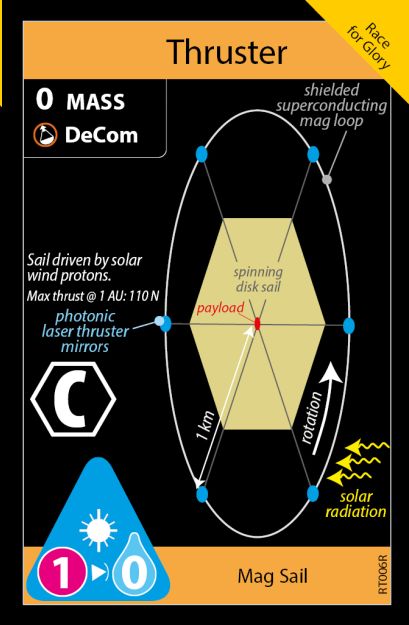 Race
for Glory
Thruster
0 MASS
DeCom
shielded
superconducting
mag loop
Sail driven by solar
wind protons.
Max thrust @ 1 AU: 110 N
spinning
disk sail
payload
photonic
laser thruster
mirrors
C
1 km
rotation
solar
radiation
1 0
Mag Sail
RT006R